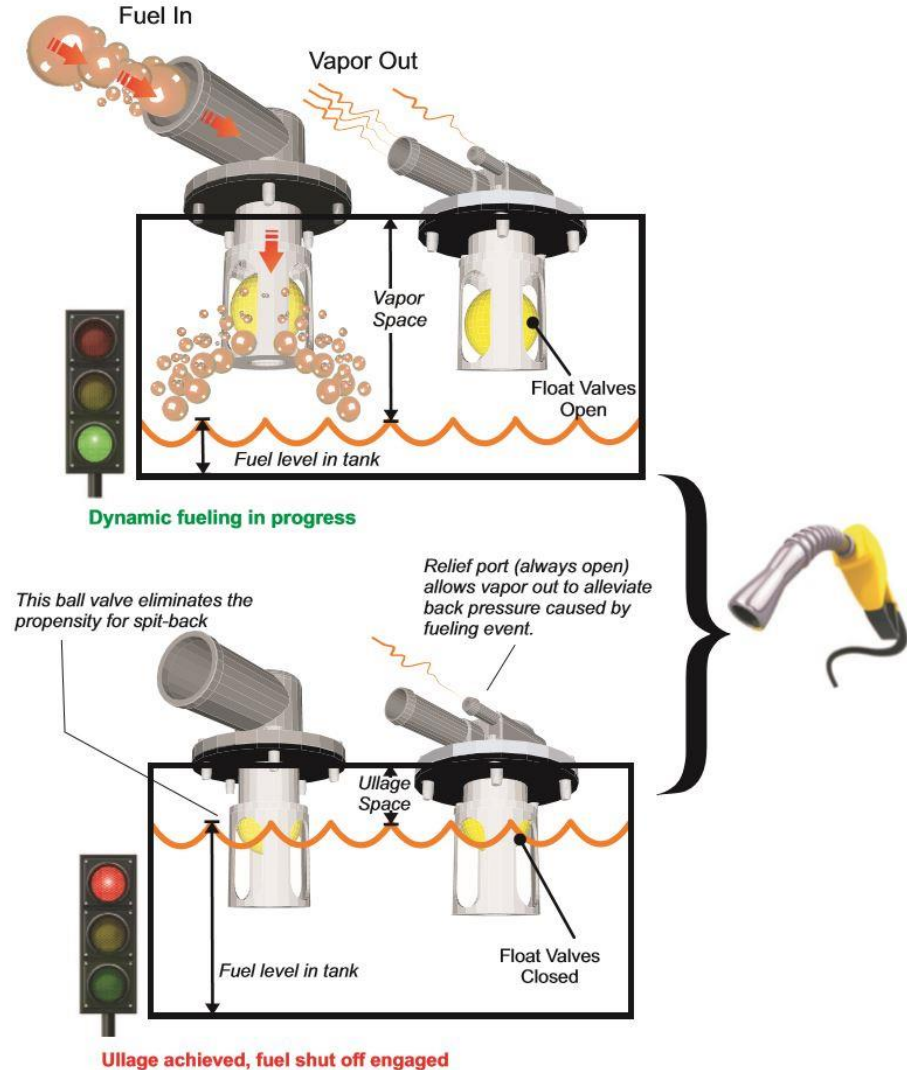 Fuel In
Vapor Out
Vapor
Space
Float Valves
Open
Fuel level in tank
Dynamic fueling in progress
Relief port (always open)
allows vapor out to alleviate
back pressure caused by
fueling event.
This ball valve eliminates the
propensity for spit-back
Ullage
Space
Float Valves
Closed
Fuel level in tank
Ullage achieved, fuel shut off engaged